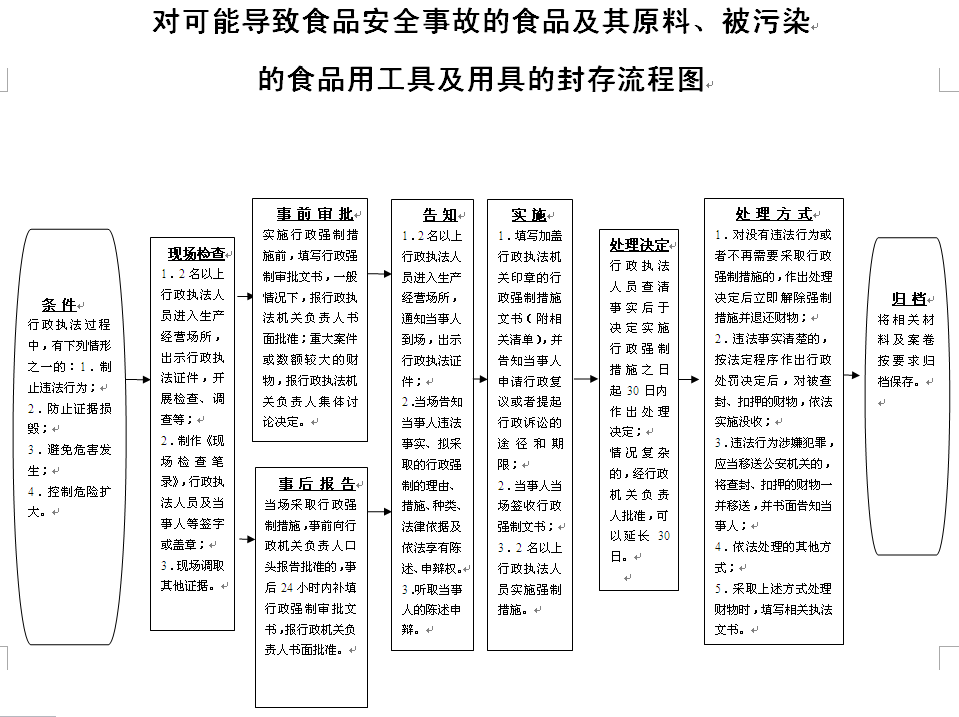 对可能导致食品安全事故的食品及其原料、被污染
的食品用工具及用具的封存流程图
条 件
行政执法过程
中，有下列情形
之一的：1．制
止违法行为；
2．防止证据损
毁；
3．避免危害发
生；
4．控制危险扩
大。
现场检查
1．2名以上
行政执法人
员进入生产
经营场所，
出示行政执
法证件，开
展检查、调
查等；
2．制作《现
场检查笔
录》，行政执
法人员及当
事人等签字
或盖章；
3．现场调取
其他证据。
事 前 审 批
实施行政强制措
施前，填写行政强
制审批文书，一般
情况下，报行政执
法机关负责人书
面批准；重大案件
或数额较大的财
物，报行政执法机
关负责人集体讨
论决定。
事 后 报 告
当场采取行政强
制措施，事前向行
政机关负责人口
头报告批准的，事
后24小时内补填
行政强制审批文
书，报行政机关负
责人书面批准。
告 知
1．2名以上
行政执法人
员进入生产
经营场所，
通知当事人
到场，出示
行政执法证
件；
2．当场告知
当事人违法
事实、拟采
取的行政强
制的理由、
措施、种类、
法律依据及
依法享有陈
述、申辩权。
3．听取当事
人的陈述申
辩。
实 施
1．填写加盖
行政执法机
关印章的行
政强制措施
文书（附相
关清单），并
告知当事人
申请行政复
议或者提起
行政诉讼的
途径和期
限；
2．当事人当
场签收行政
强制文书；
3．2名以上
行政执法人
员实施强制
措施。
处理决定
行政执法
人员查清
事实后于
决定实施
行政强制
措施之日
起30日内
作出处理
决定；
情况复杂
的，经行政
机关负责
人批准，可
以延长30
日。
处 理 方 式
1．对没有违法行为或
者不再需要采取行政
强制措施的，作出处理
决定后立即解除强制
措施并退还财物；
2．违法事实清楚的，
按法定程序作出行政
处罚决定后，对被查
封、扣押的财物，依法
实施没收；
3．违法行为涉嫌犯罪，
应当移送公安机关的，
将查封、扣押的财物一
并移送，并书面告知当
事人；
4．依法处理的其他方
式；
5．采取上述方式处理
财物时，填写相关执法
文书。
归 档
将相关材
料及案卷
按要求归
档保存。